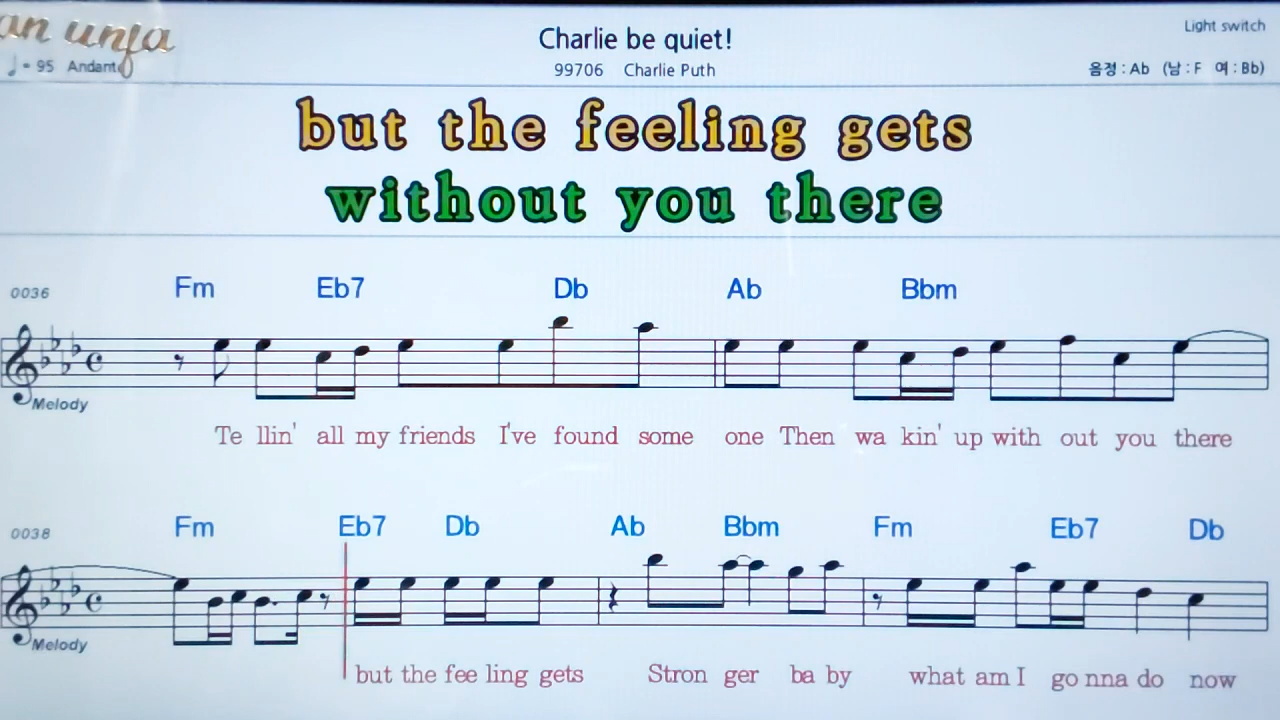 an unja
Charlie be quiet!
Light switch
♩= 95 Andant
99706 Charlie Puth
음정 : Ab (남 : F 여 : Bb)
but the feeling gets
without you there
0036 Fm Eb7 Db Ab Bbm
Melody
Te llin' all my friends I've found some one Then wa kin' up with out you there
0038 Fm Eb7 Db Ab Bbm Fm Eb7 Db
Melody
but the fee ling gets Stron ger ba by what am I go nna do now